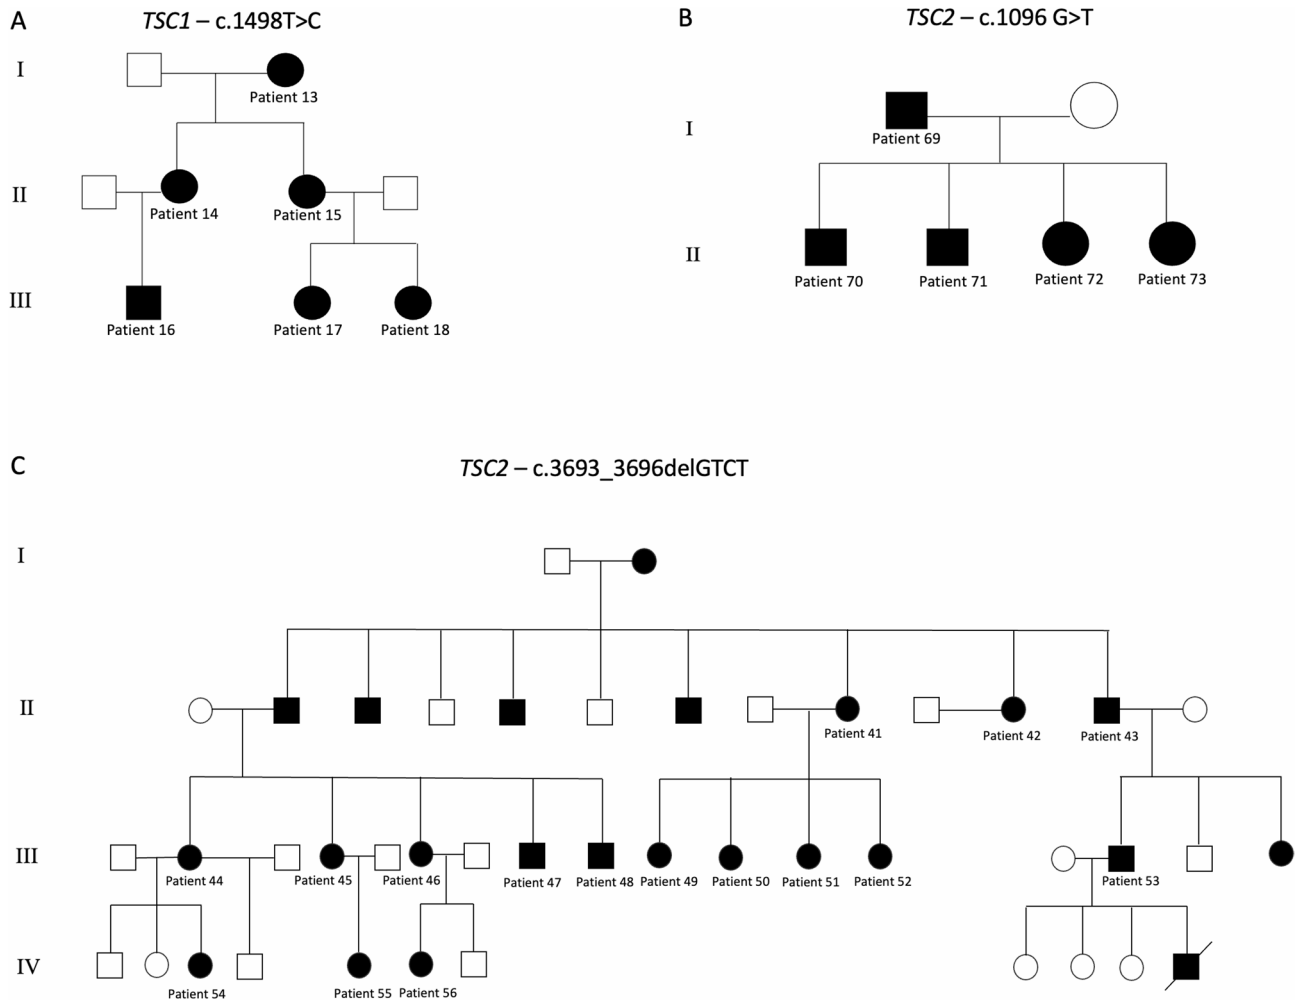 A
TSC1 – c.1498T>C
I
Patient 13
II
Patient 14
Patient 15
III
Patient 16
Patient 17
Patient 18
B
TSC2 – c.1096 G>T
I
Patient 69
II
Patient 70
Patient 71
Patient 72
Patient 73
C
TSC2 – c.3693_3696delGTCT
I
II
Patient 41
Patient 42
Patient 43
III
Patient 44
Patient 45
Patient 46
Patient 47
Patient 48
Patient 49
Patient 50
Patient 51
Patient 52
Patient 53
IV
Patient 54
Patient 55
Patient 56